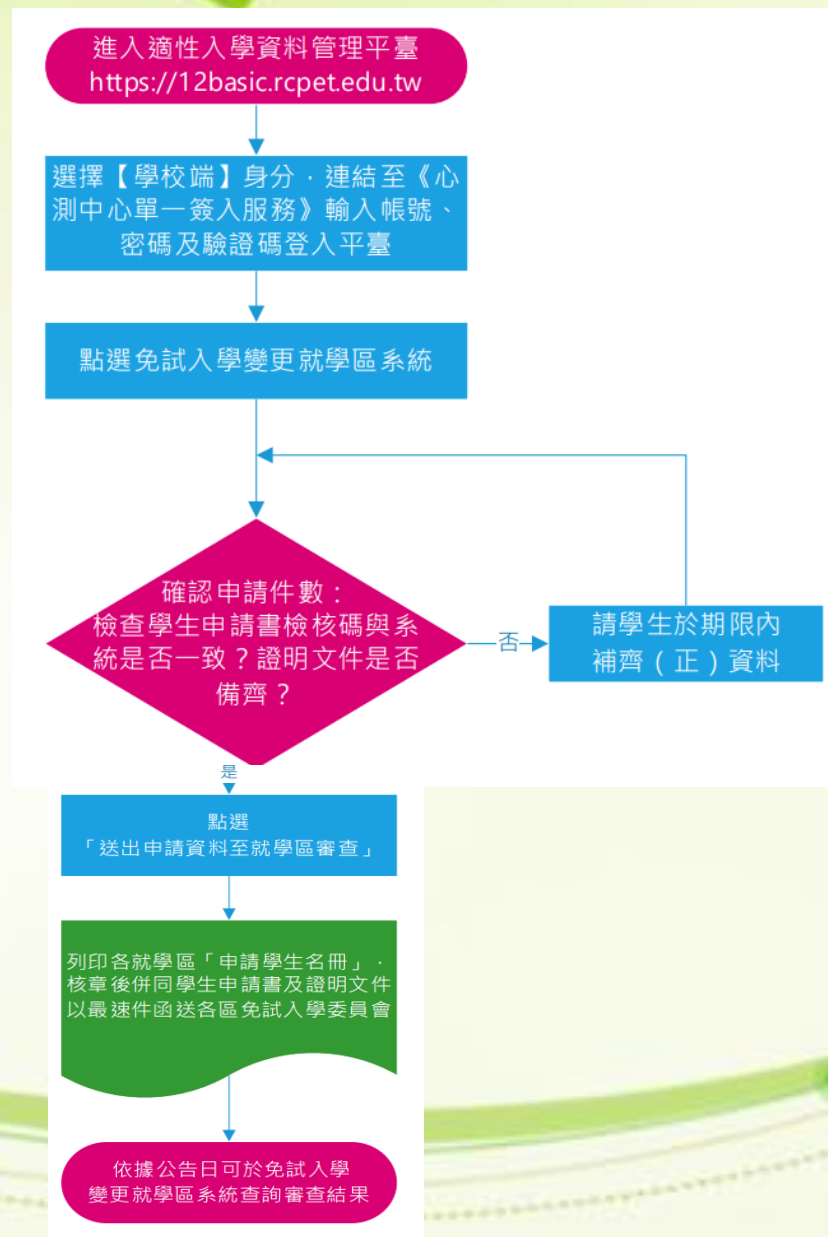 進入適性入學資料管理平臺
https://12basic.rcpet.edu.tw
選擇【學校端】身分，連結至《心
測中心單一簽入服務》輸入帳號、
密碼及驗證碼登入平臺
點選免試入學變更就學區系統
確認申請件數：
檢查學生申請書檢核碼與系
統是否一致？證明文件是否
備齊？
否
請學生於期限內
補齊（正）資料
是
點選
「送出申請資料至就學區審查」
列印各就學區「申請學生名冊」，
核章後併同學生申請書及證明文件
以最速件函送各區免試入學委員會
依據公告日可於免試入學
變更就學區系統查詢審查結果